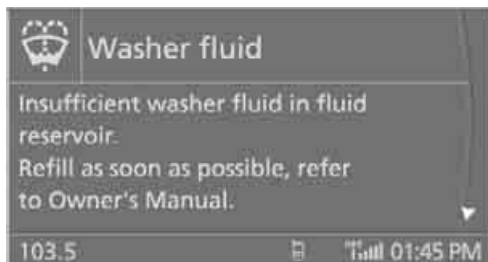 Washer fluid
Insufficient washer fluid in fluid
reservoir.
Refill as soon as possible, refer
to Owner's Manual.
103.5 01:45 PM